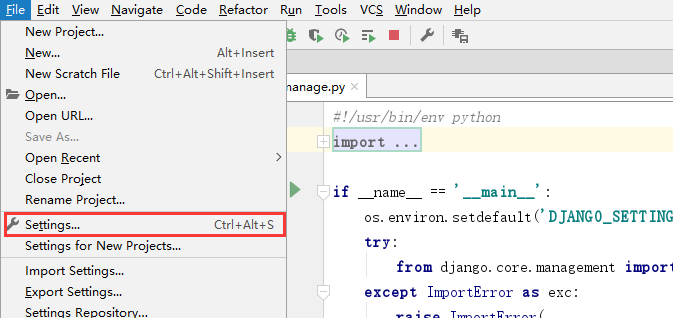 File Edit View Navigate Code Refactor Run Tools VCS Window Help
New Project...
New... Alt+Insert
New Scratch File Ctrl+Alt+Shift+Insert
Open...
Open URL...
Save As...
Open Recent
Close Project
Rename Project...
Settings... Ctrl+Alt+S
Settings for New Projects...
Import Settings...
Export Settings...
Settings Repository...
manage.py
#!/usr/bin/env python
import ...
if __name__ == '__main__':
os.environ.setdefault('DJANGO_SETTING
try:
from django.core.management import
except ImportError as exc:
raise ImportError(